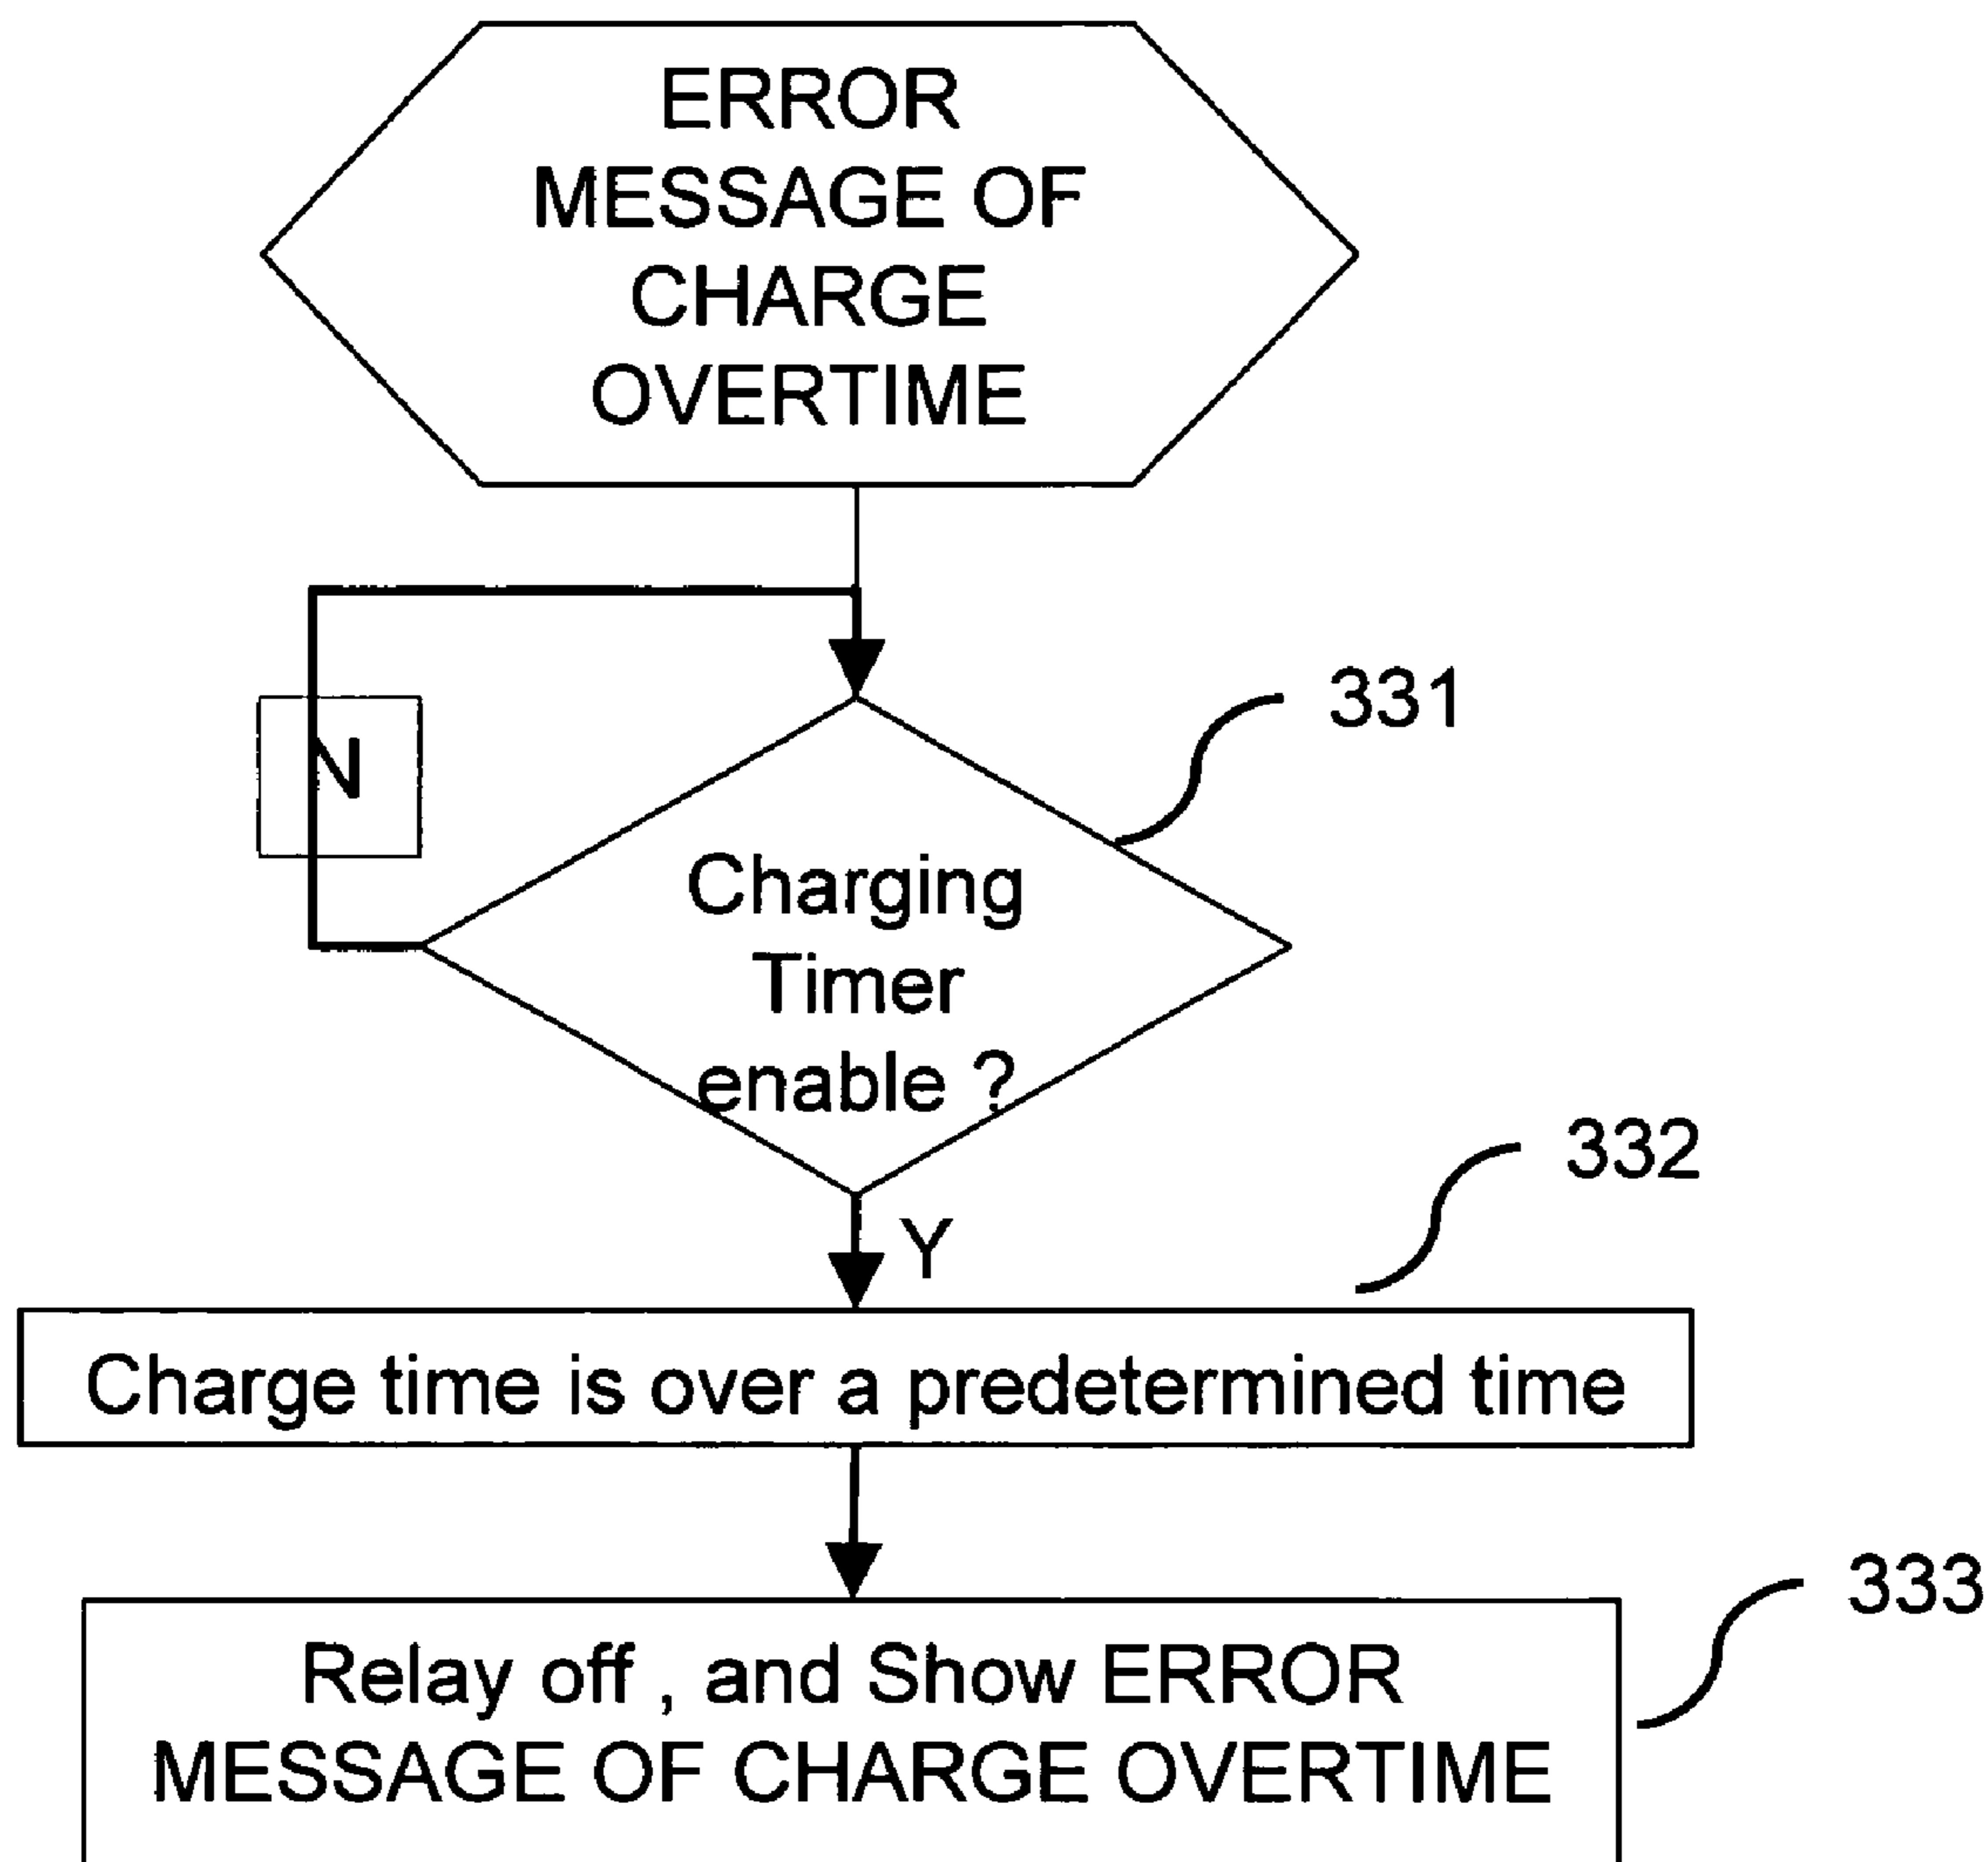 ERROR
MESSAGE OF
CHARGE
OVERTIME
331
N
Charging
Timer
enable ?
332
Y
Charge time is over a predetermined time
333
Relay off , and Show ERROR
MESSAGE OF CHARGE OVERTIME